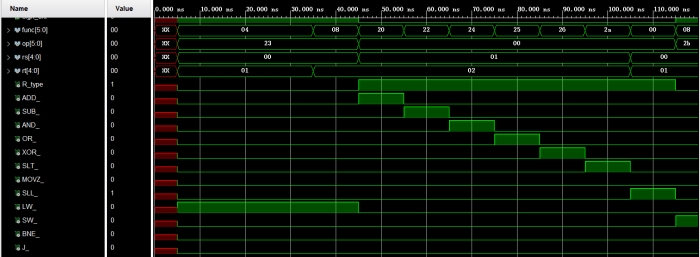 Name Value 0.000 ns 10.000 ns 20.000 ns 30.000 ns 40.000 ns 50.000 ns 60.000 ns 70.000 ns 80.000 ns 90.000 ns 100.000 ns 110.000 ns
func[5:0] 00 XX 04 08 20 22 24 25 26 2a 00 08
op[5:0] 00 XX 23 00 2b
rs[4:0] 00 XX 00 01 00
rt[4:0] 00 XX 01 02 01
R_type 1
ADD_ 0
SUB_ 0
AND_ 0
OR_ 0
XOR_ 0
SLT_ 0
MOVZ_ 0
SLL_ 1
LW_ 0
SW_ 0
BNE_ 0
J_ 0